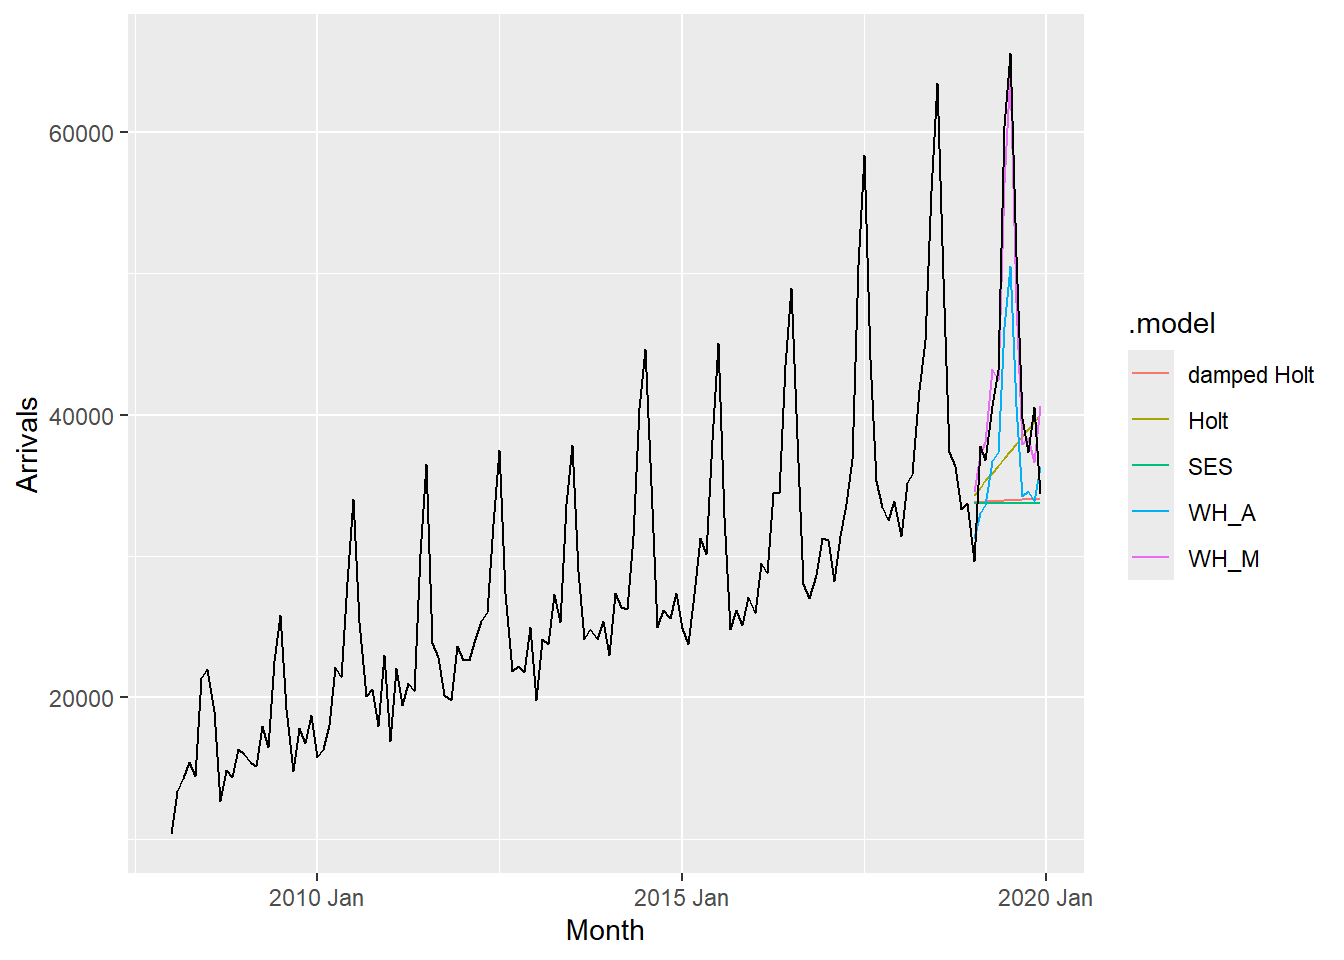 60000
40000
20000
Arrivals
2010 Jan
2015 Jan
2020 Jan
Month
.model
damped Holt
Holt
SES
WH_A
WH_M